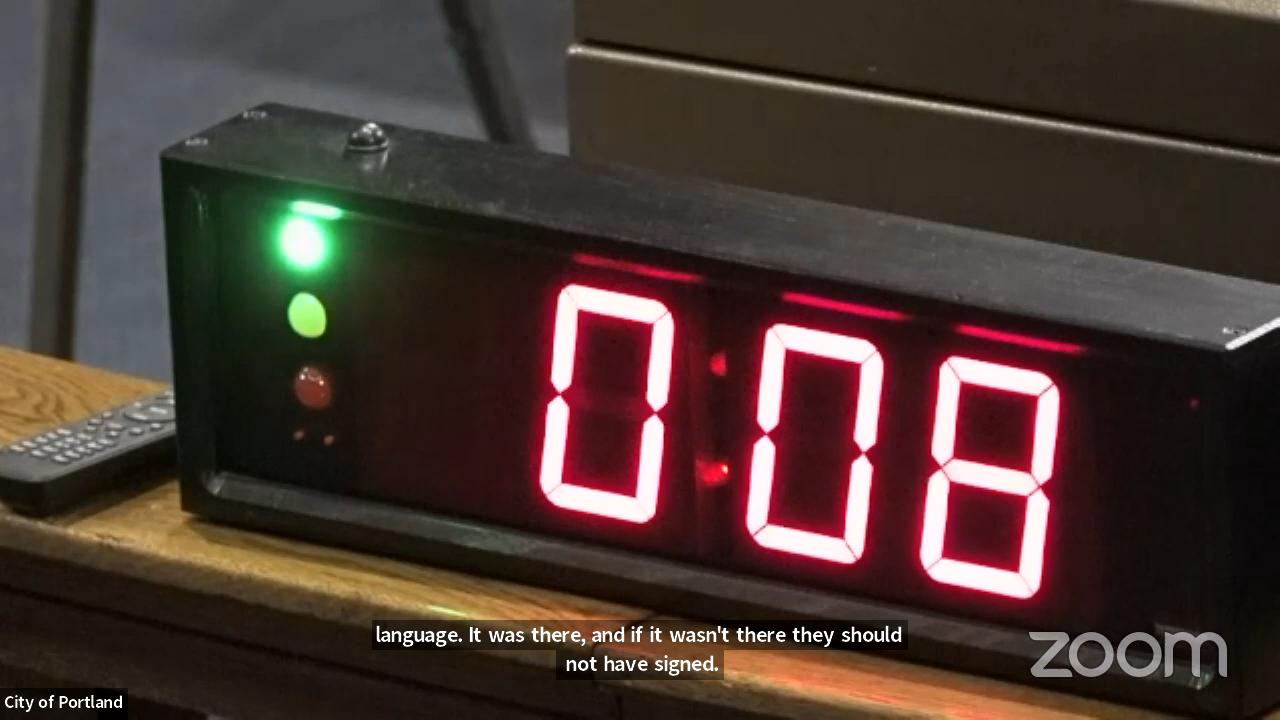 0:08
language. It was there, and if it wasn't there they should
not have signed.
zoom
City of Portland